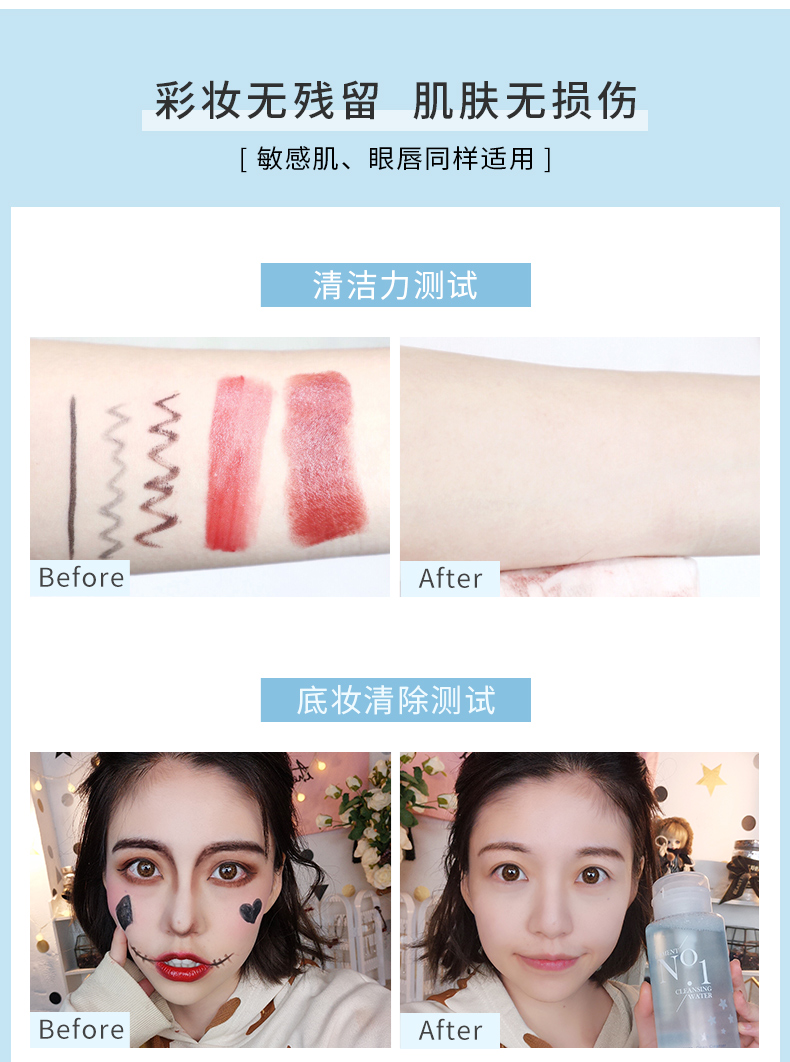 彩妆无残留 肌肤无损伤
[ 敏感肌、眼唇同样适用 ]
清洁力测试
Before
After
底妆清除测试
No.1
CLEANSING
WATER
Before
After